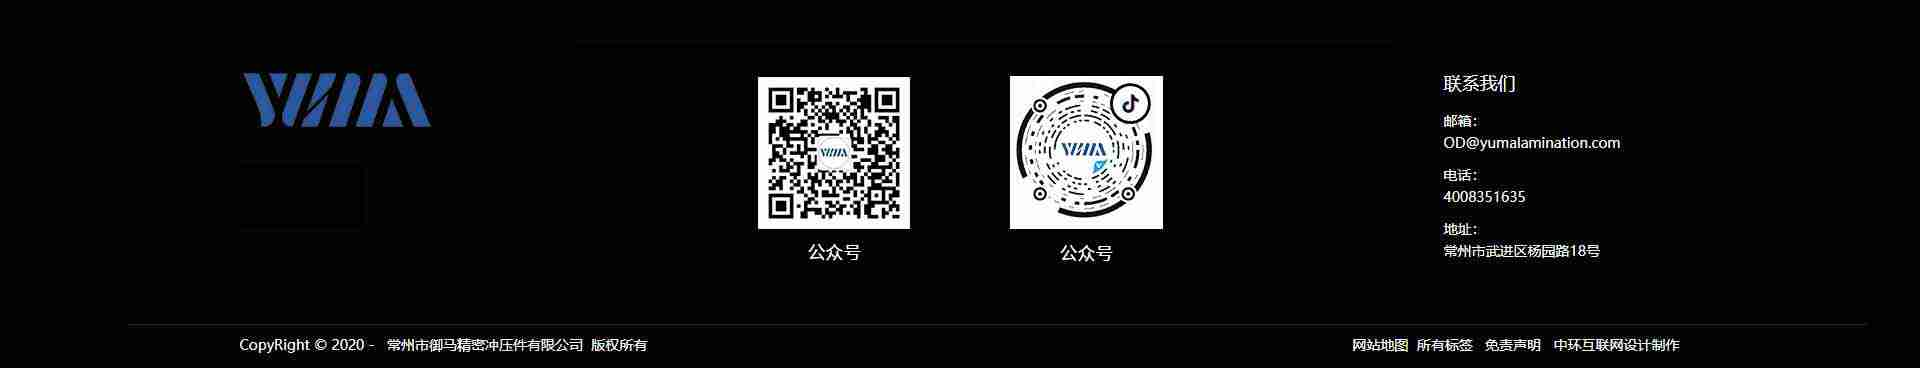 YUMA
YUMA
YUMA
公众号
公众号
联系我们
邮箱：
OD@yumalamination.com
电话：
4008351635
地址：
常州市武进区杨园路18号
CopyRight © 2020 - 常州市御马精密冲压件有限公司 版权所有
网站地图 所有标签 免责声明 中环互联网设计制作